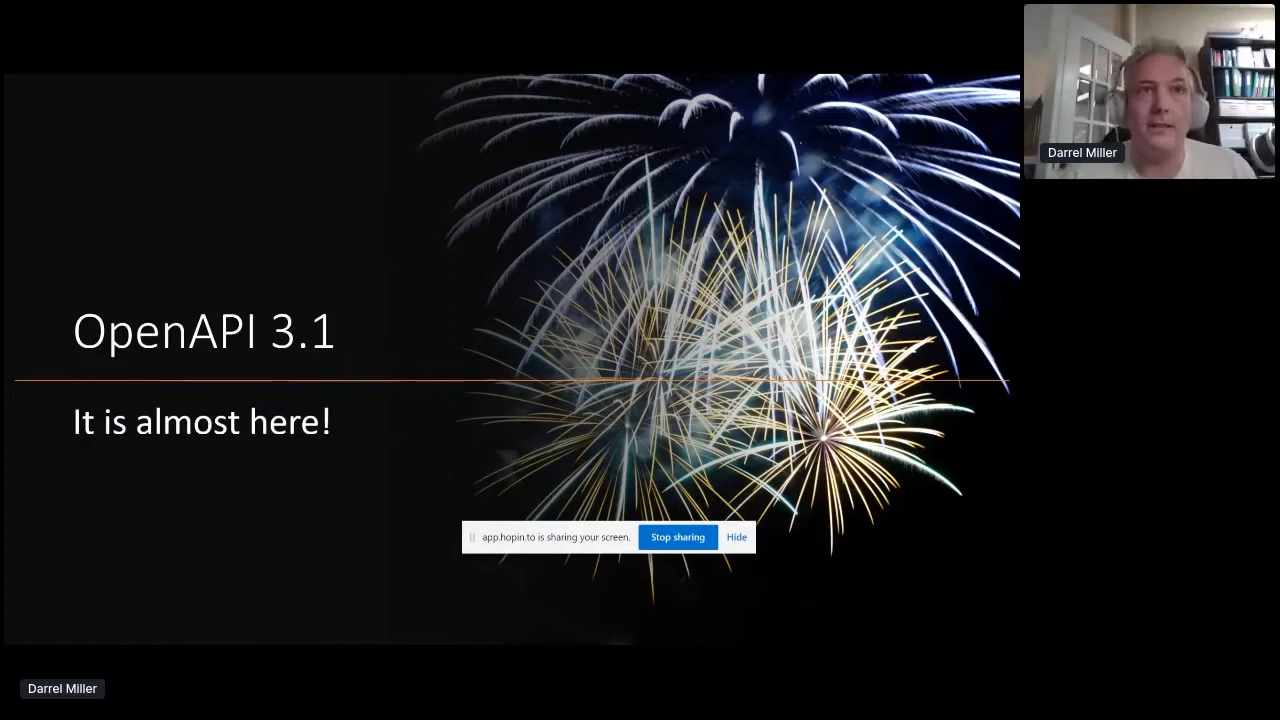 OpenAPI 3.1
It is almost here!
app.hopin.to is sharing your screen.
Stop sharing
Hide
Darrel Miller
Darrel Miller